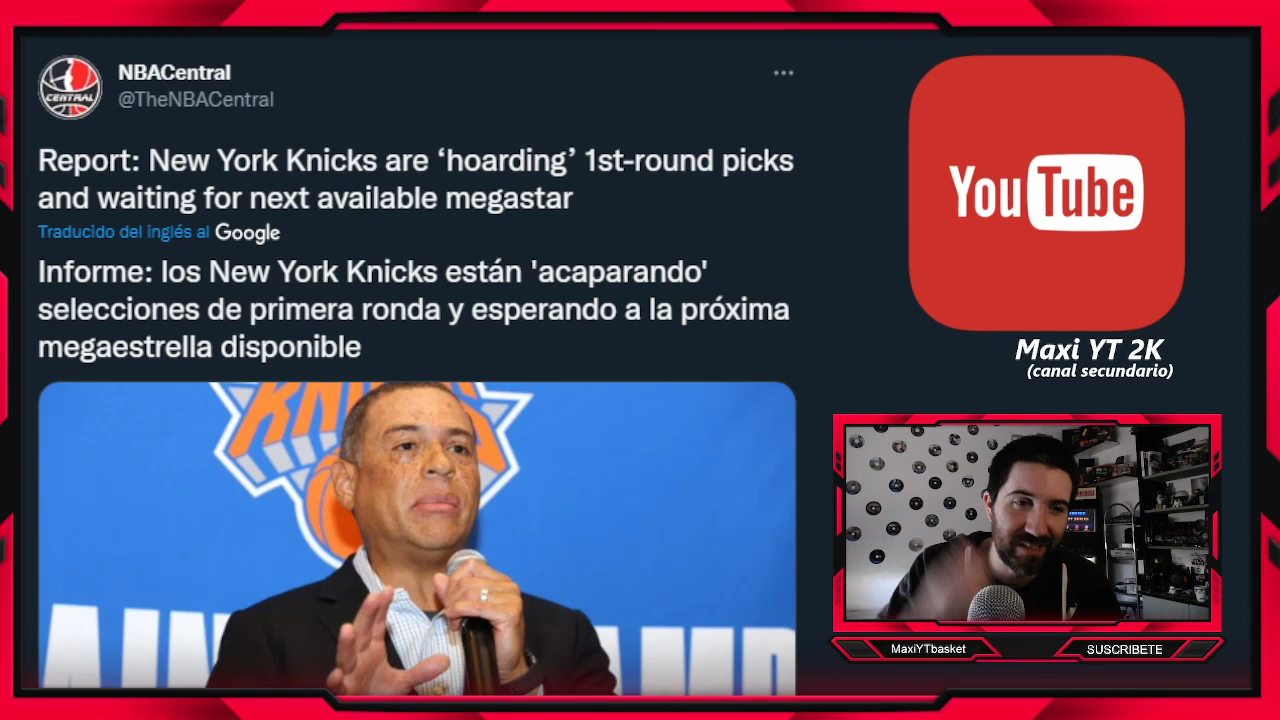 NBACentral
@TheNBACentral
Report: New York Knicks are ‘hoarding’ 1st-round picks
and waiting for next available megastar
Traducido del inglés al Google
Informe: los New York Knicks están 'acaparando'
selecciones de primera ronda y esperando a la próxima
megaestrella disponible
CENTRAL
KNICKS
YouTube
Maxi YT 2K
(canal secundario)
MaxiYTbasket
SUSCRIBETE